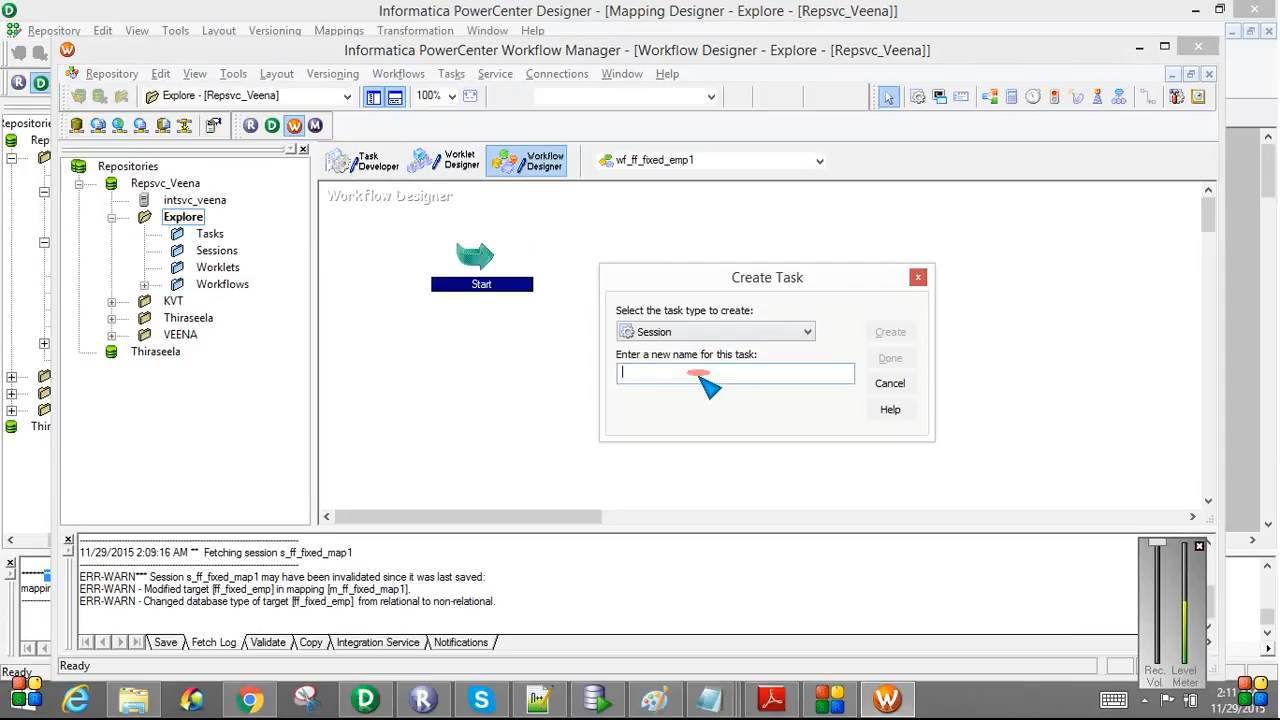 Informatica PowerCenter Designer - [Mapping Designer - Explore - [Repsvc_Veena]]
Repository Edit View Tools Layout Versioning Mappings Transformation Window Help
Informatica PowerCenter Workflow Manager - [Workflow Designer - Explore - [Repsvc_Veena]]
Repository Edit View Tools Layout Versioning Workflows Tasks Service Connections Window Help
Explore - [Repsvc_Veena]
100%
R D W M
Repositories
Repsvc_Veena
intsvc_veena
Explore
Tasks
Sessions
Worklets
Workflows
KVT
Thiraseela
VEENA
Thiraseela
Task Developer
Worklet Designer
Workflow Designer
wf_ff_fixed_emp1
Workflow Designer
Start
Create Task
Select the task type to create:
Session
Create
Enter a new name for this task:
Done
Cancel
Help
11/29/2015 2:09:16 AM ** Fetching session s_ff_fixed_map1
ERR-WARN*** Session s_ff_fixed_map1 may have been invalidated since it was last saved:
ERR-WARN - Modified target [ff_fixed_emp] in mapping [m_ff_fixed_map1].
ERR-WARN - Changed database type of target [ff_fixed_emp] from relational to non-relational.
Save Fetch Log Validate Copy Integration Service Notifications
Ready
Rec. Vol
Level Meter
Ready
2:11
11/29/2015